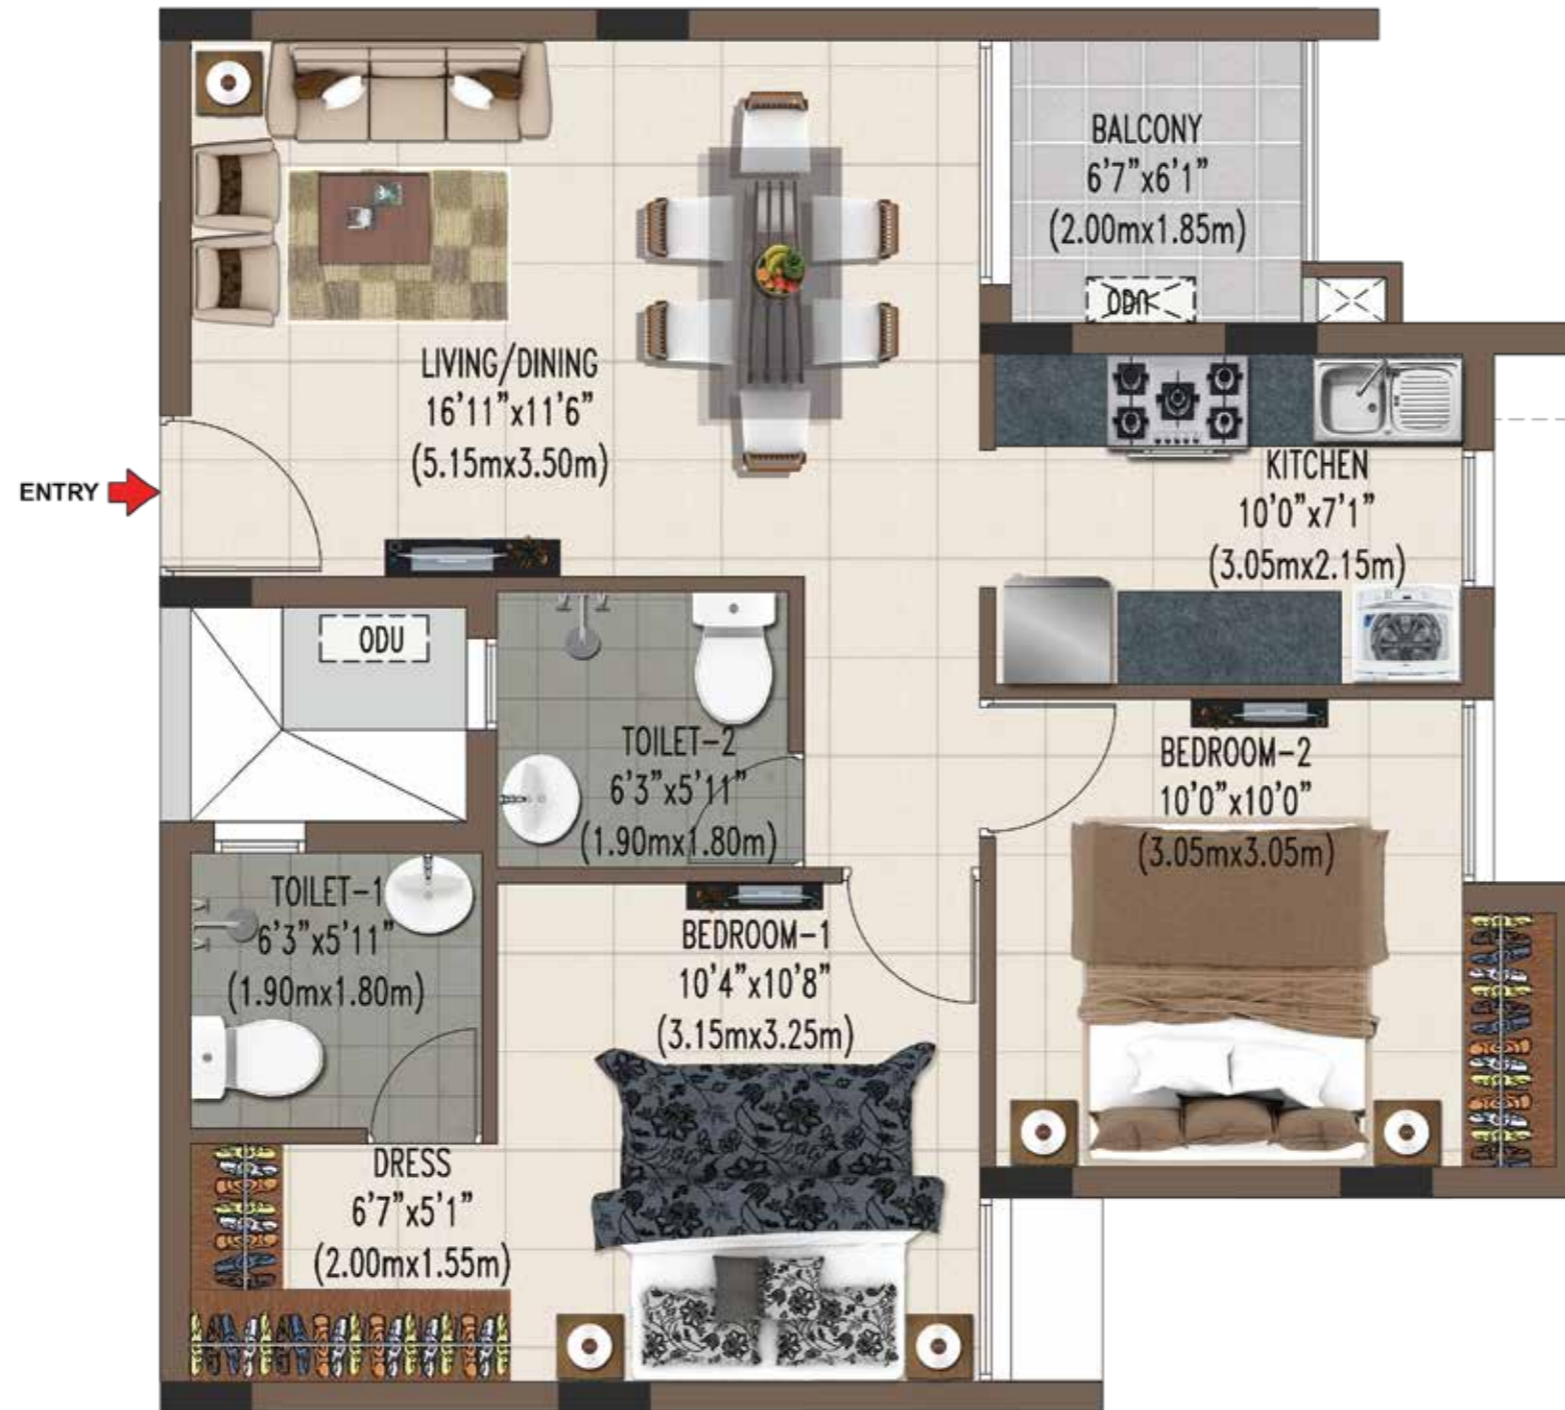 BALCONY
6'7"x6'1"
(2.00mx1.85m)
ODU
LIVING/DINING
16'11"x11'6"
(5.15mx3.50m)
ENTRY
KITCHEN
10'0"x7'1"
(3.05mx2.15m)
ODU
TOILET-2
6'3"x5'11"
(1.90mx1.80m)
BEDROOM-2
10'0"x10'0"
(3.05mx3.05m)
TOILET-1
6'3"x5'11"
(1.90mx1.80m)
BEDROOM-1
10'4"x10'8"
(3.15mx3.25m)
DRESS
6'7"x5'1"
(2.00mx1.55m)